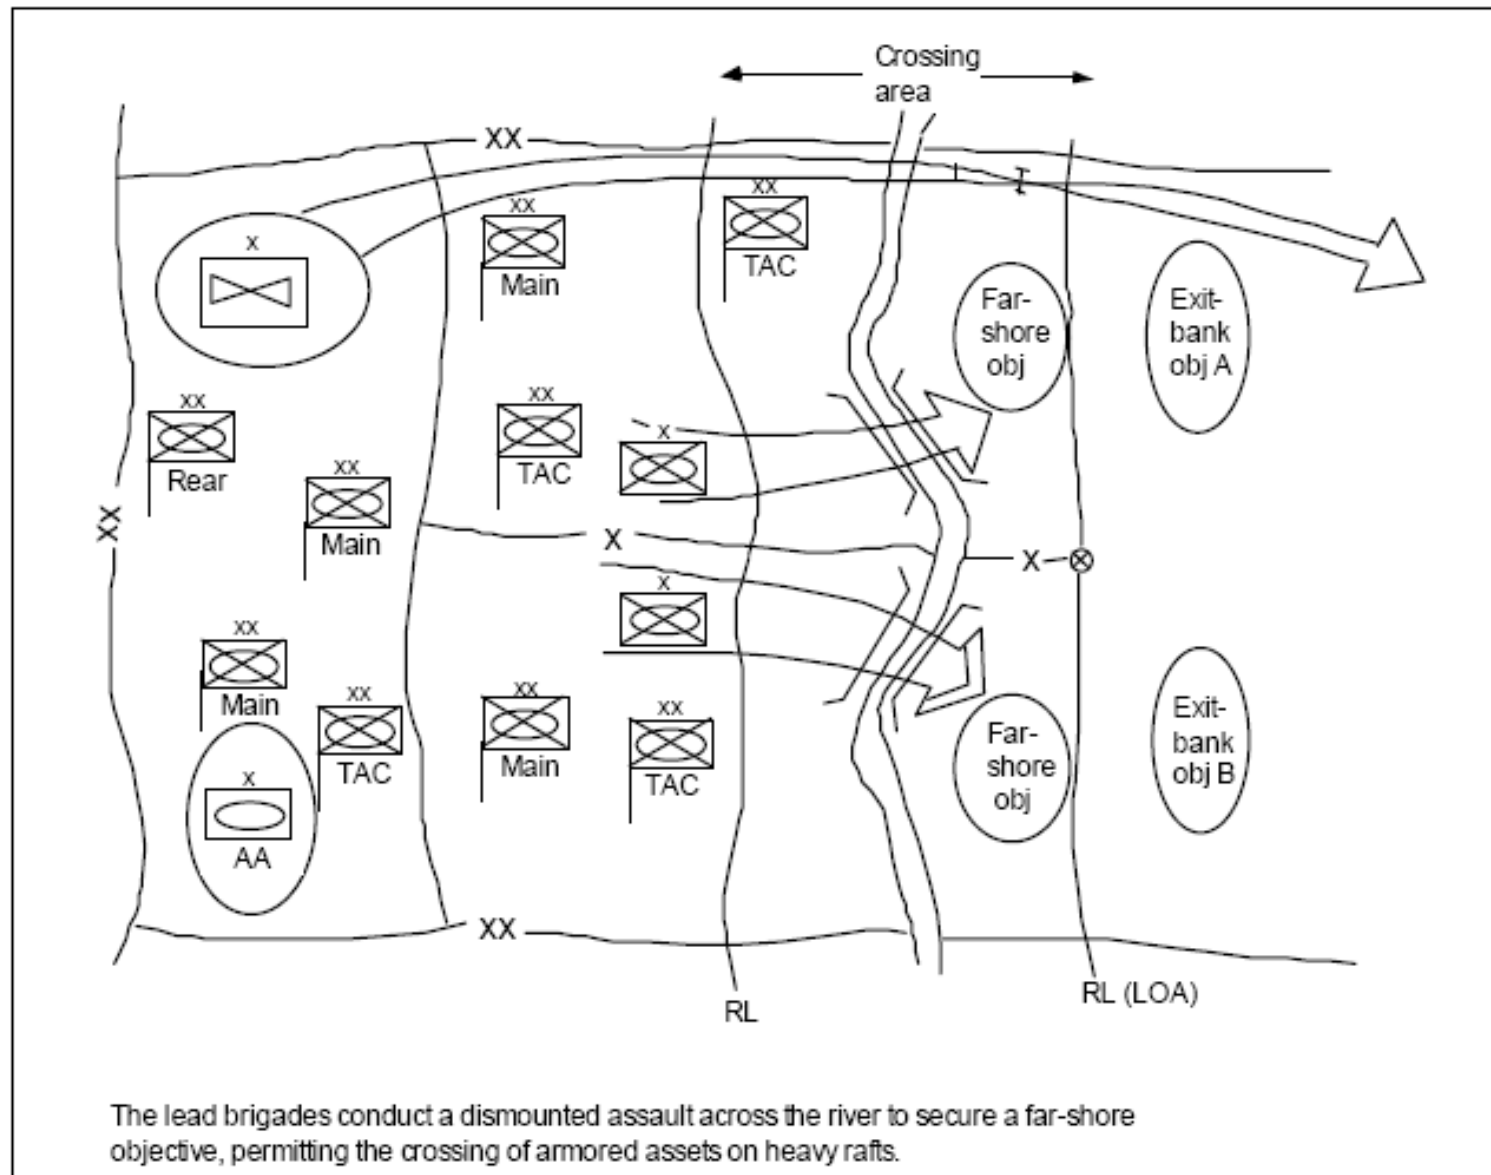 Crossing
area
XX
xx
xx
TAC
x
xx
Main
Far-
shore
obj
Exit-
bank
obj A
xx
Rear
xx
TAC
x
xx
Main
XX
X
X
x
xx
Main
xx
TAC
xx
Main
xx
TAC
Far-
shore
obj
Exit-
bank
obj B
x
AA
XX
RL
RL (LOA)
The lead brigades conduct a dismounted assault across the river to secure a far-shore
objective, permitting the crossing of armored assets on heavy rafts.